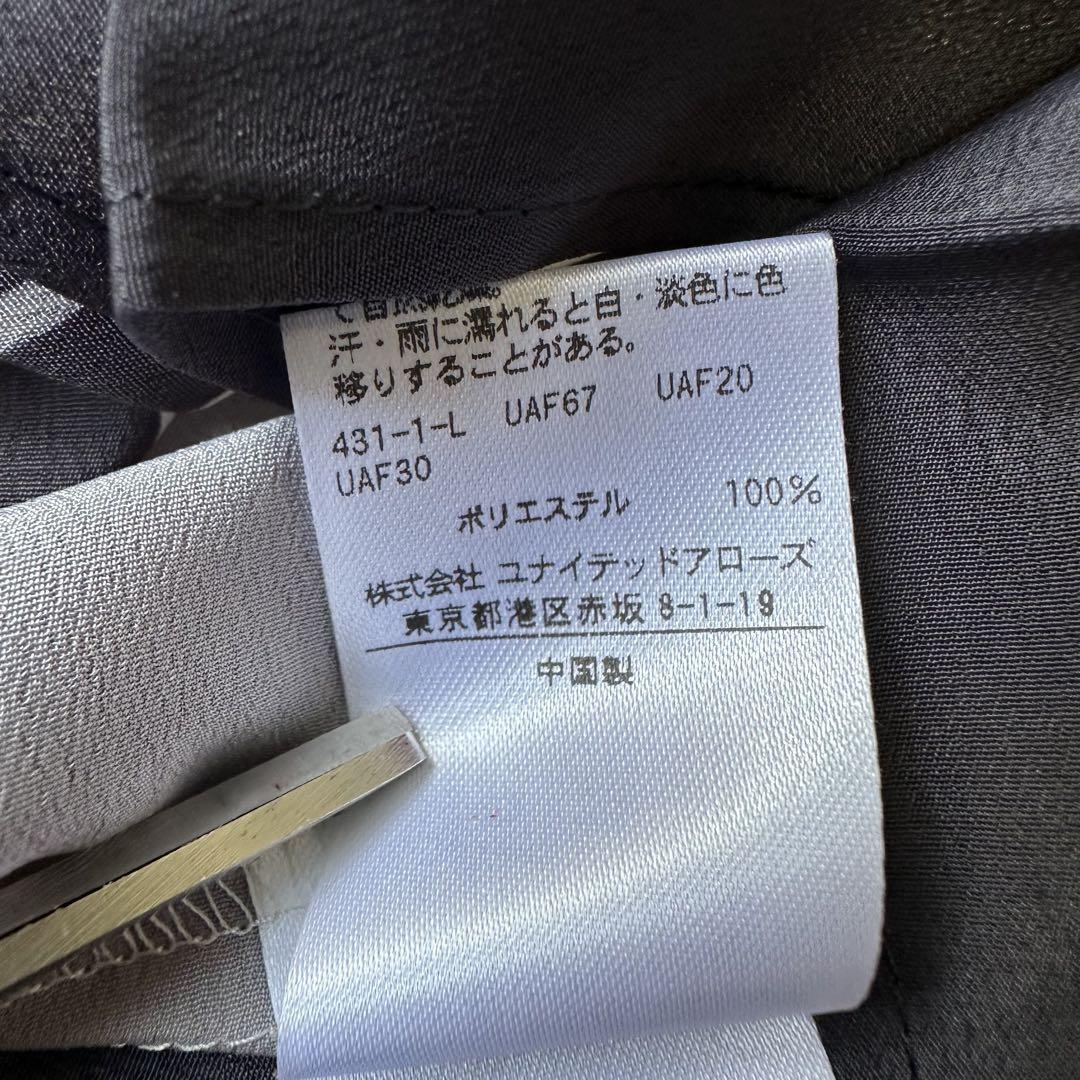 汗・雨に濡れると白・淡色に色
移りすることがある。
431-1-L UAF67 UAF20
UAF30
ポリエステル 100%
株式会社 ユナイテッドアローズ
東京都港区赤坂 8-1-19
中国製